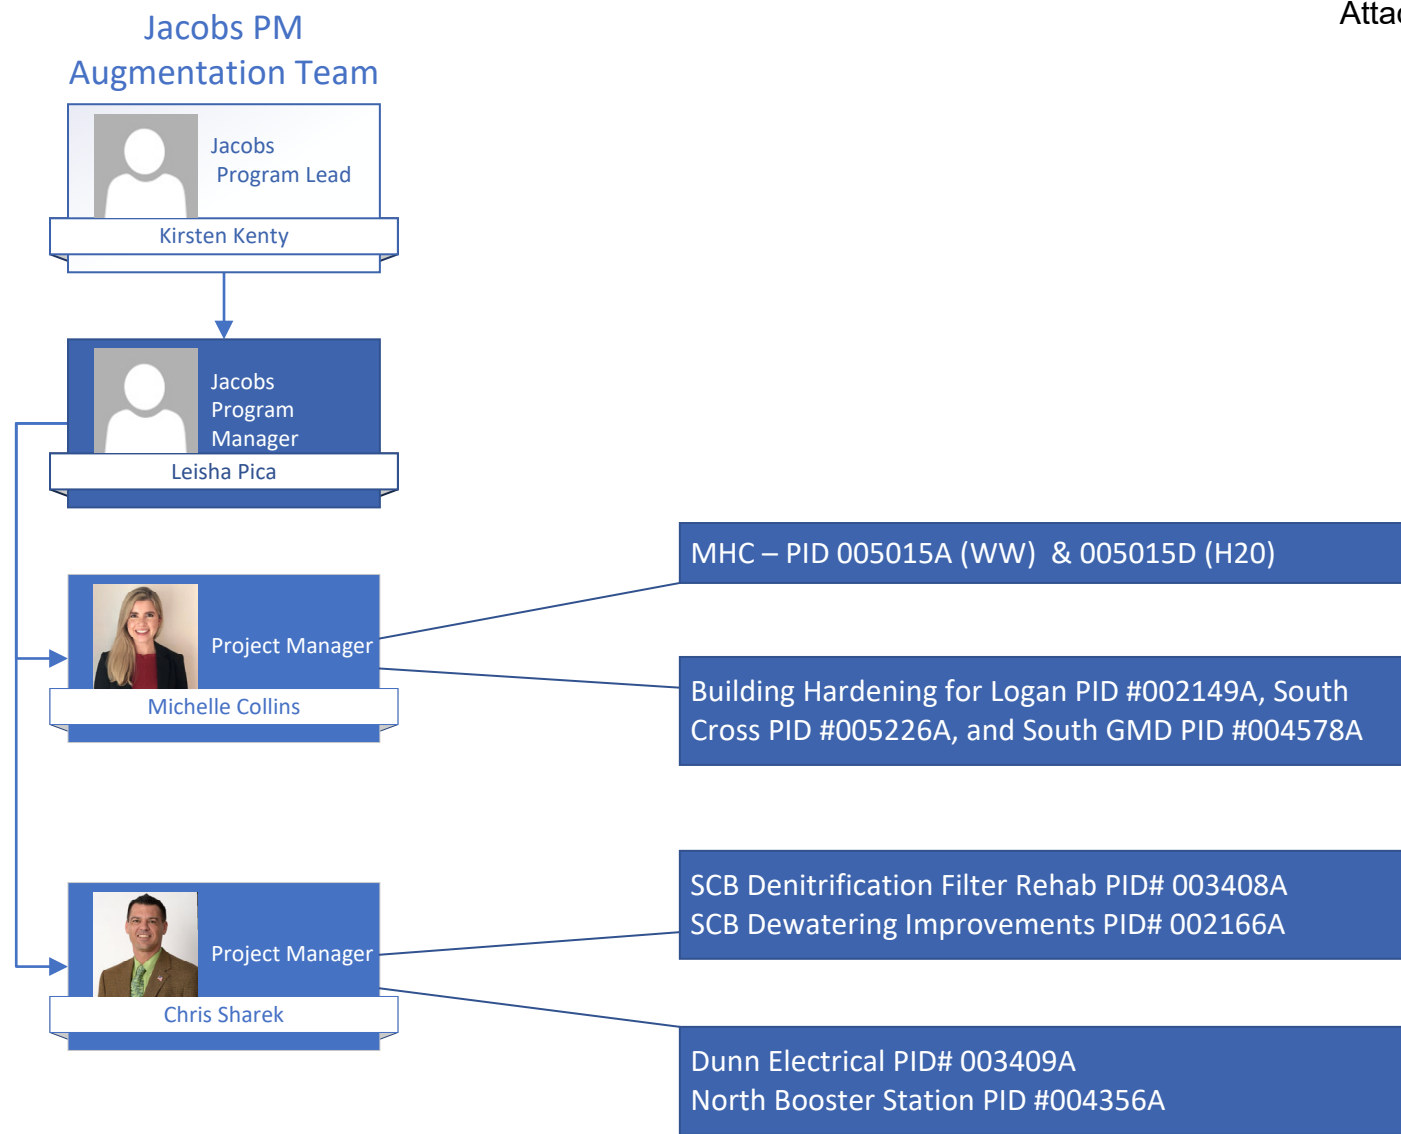 Jacobs PM
Augmentation Team
Jacobs
Program Lead
Kirsten Kenty
Jacobs
Program
Manager
Leisha Pica
Project Manager
Michelle Collins
MHC – PID 005015A (WW) & 005015D (H20)
Building Hardening for Logan PID #002149A, South
Cross PID #005226A, and South GMD PID #004578A
Project Manager
Chris Sharek
SCB Denitrification Filter Rehab PID# 003408A
SCB Dewatering Improvements PID# 002166A
Dunn Electrical PID# 003409A
North Booster Station PID #004356A